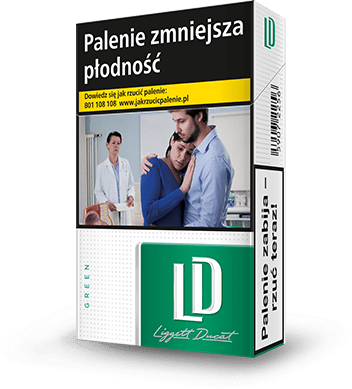 Palenie zmniejsza
płodność
Dowiedz się jak rzucić palenie:
801 108 108 www.jakrzucicpalenie.pl
GREEN
LD
Liggett Ducat
LD
Palenie zabija –
rzuć teraz!